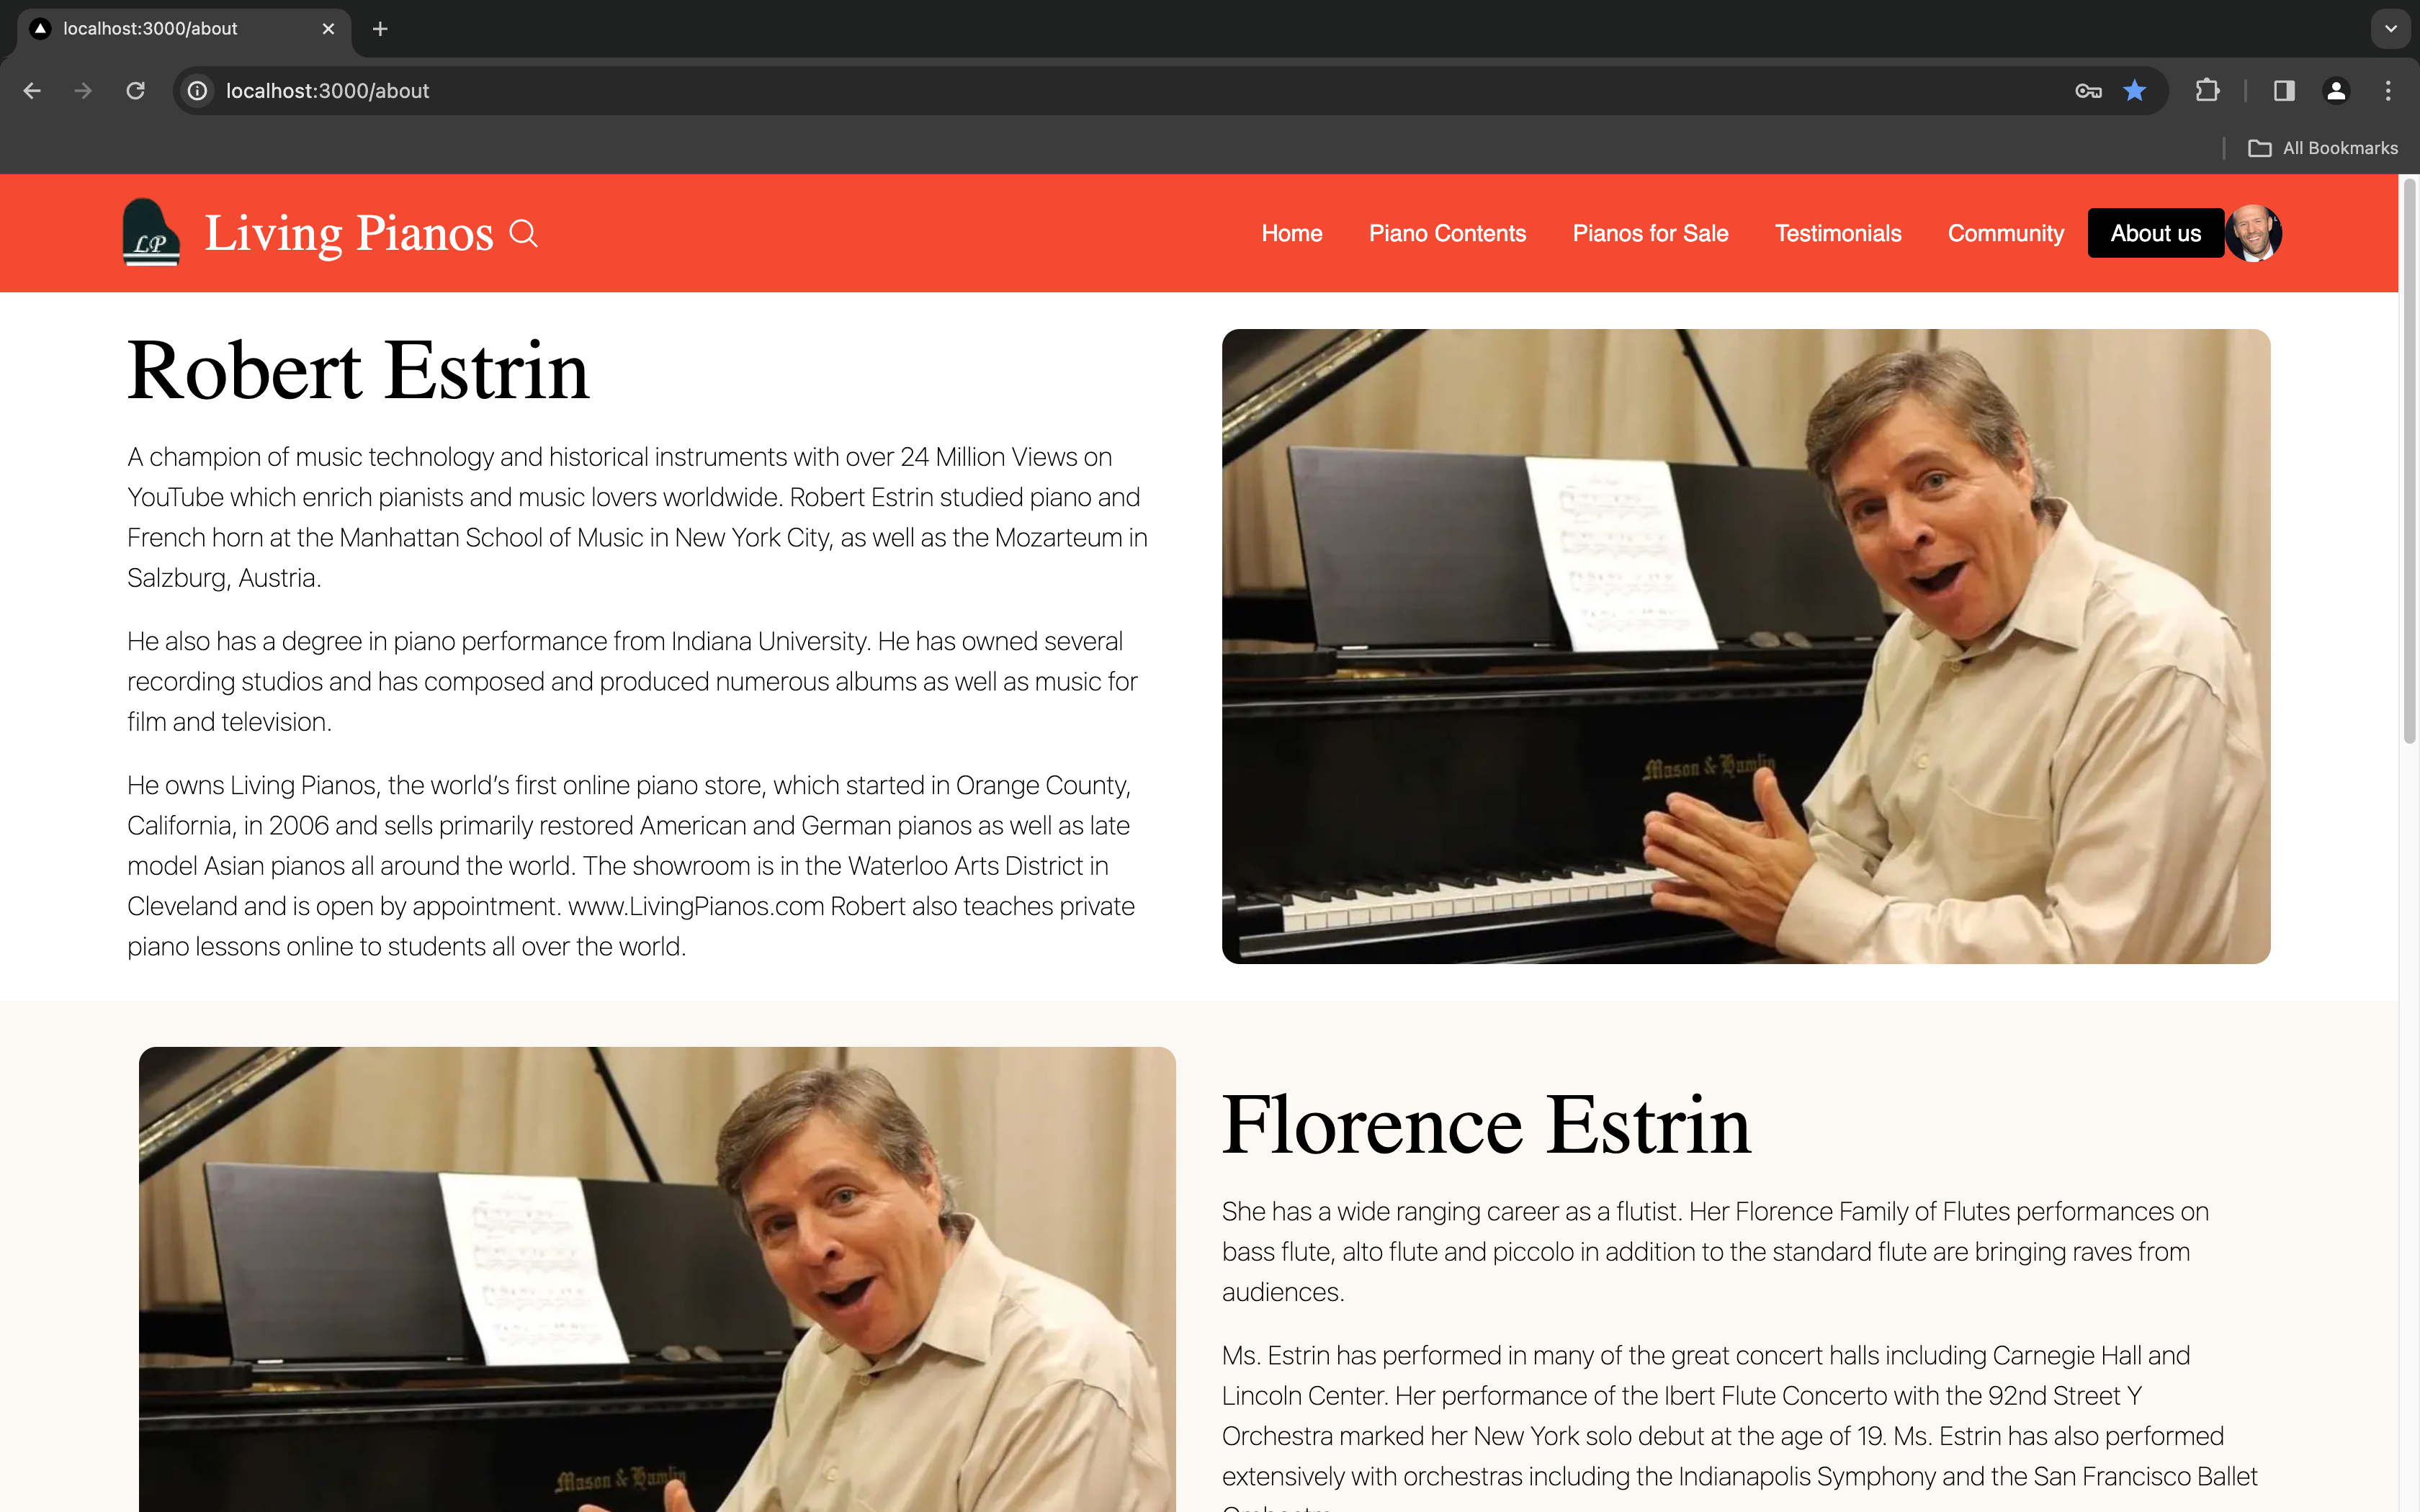 localhost:3000/about
localhost:3000/about
All Bookmarks
LP
Living Pianos
Home
Piano Contents
Pianos for Sale
Testimonials
Community
About us
Robert Estrin
A champion of music technology and historical instruments with over 24 Million Views on
YouTube which enrich pianists and music lovers worldwide. Robert Estrin studied piano and
French horn at the Manhattan School of Music in New York City, as well as the Mozarteum in
Salzburg, Austria.
He also has a degree in piano performance from Indiana University. He has owned several
recording studios and has composed and produced numerous albums as well as music for
film and television.
He owns Living Pianos, the world’s first online piano store, which started in Orange County,
California, in 2006 and sells primarily restored American and German pianos as well as late
model Asian pianos all around the world. The showroom is in the Waterloo Arts District in
Cleveland and is open by appointment. www.LivingPianos.com Robert also teaches private
piano lessons online to students all over the world.
Mason & Hamlin
Mason & Hamlin
Florence Estrin
She has a wide ranging career as a flutist. Her Florence Family of Flutes performances on
bass flute, alto flute and piccolo in addition to the standard flute are bringing raves from
audiences.
Ms. Estrin has performed in many of the great concert halls including Carnegie Hall and
Lincoln Center. Her performance of the Ibert Flute Concerto with the 92nd Street Y
Orchestra marked her New York solo debut at the age of 19. Ms. Estrin has also performed
extensively with orchestras including the Indianapolis Symphony and the San Francisco Ballet